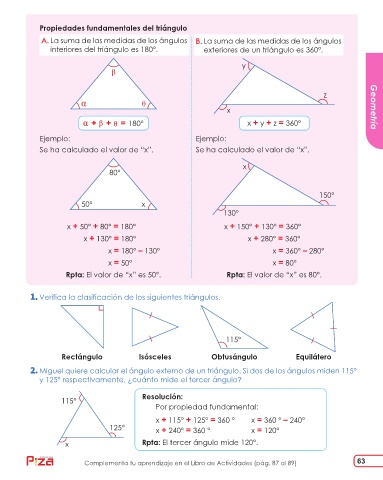 Propiedades fundamentales del triángulo
A. La suma de las medidas de los ángulos
interiores del triángulo es 180°.
B. La suma de las medidas de los ángulos
exteriores de un triángulo es 360°.
β
α
θ
α + β + θ = 180°
y
z
x
x + y + z = 360°
Geometría
Ejemplo:
Se ha calculado el valor de “x”.
80°
50°
x
x + 50° + 80° = 180°
x + 130° = 180°
x = 180° – 130°
x = 50°
Rpta: El valor de “x” es 50°.
Ejemplo:
Se ha calculado el valor de “x”.
x
150°
130°
x + 150° + 130° = 360°
x + 280° = 360°
x = 360° – 280°
x = 80°
Rpta: El valor de “x” es 80°.
1. Verifica la clasificación de los siguientes triángulos.
115°
Rectángulo Isósceles Obtusángulo Equilátero
2. Miguel quiere calcular el ángulo externo de un triángulo. Si dos de los ángulos miden 115°
y 125° respectivamente, ¿cuánto mide el tercer ángulo?
115°
125°
x
Resolución:
Por propiedad fundamental:
x + 115° + 125° = 360 ° x = 360 ° – 240°
x + 240° = 360 ° x = 120°
Rpta: El tercer ángulo mide 120°.
Complementa tu aprendizaje en el Libro de Actividades (pág. 87 al 89)
63